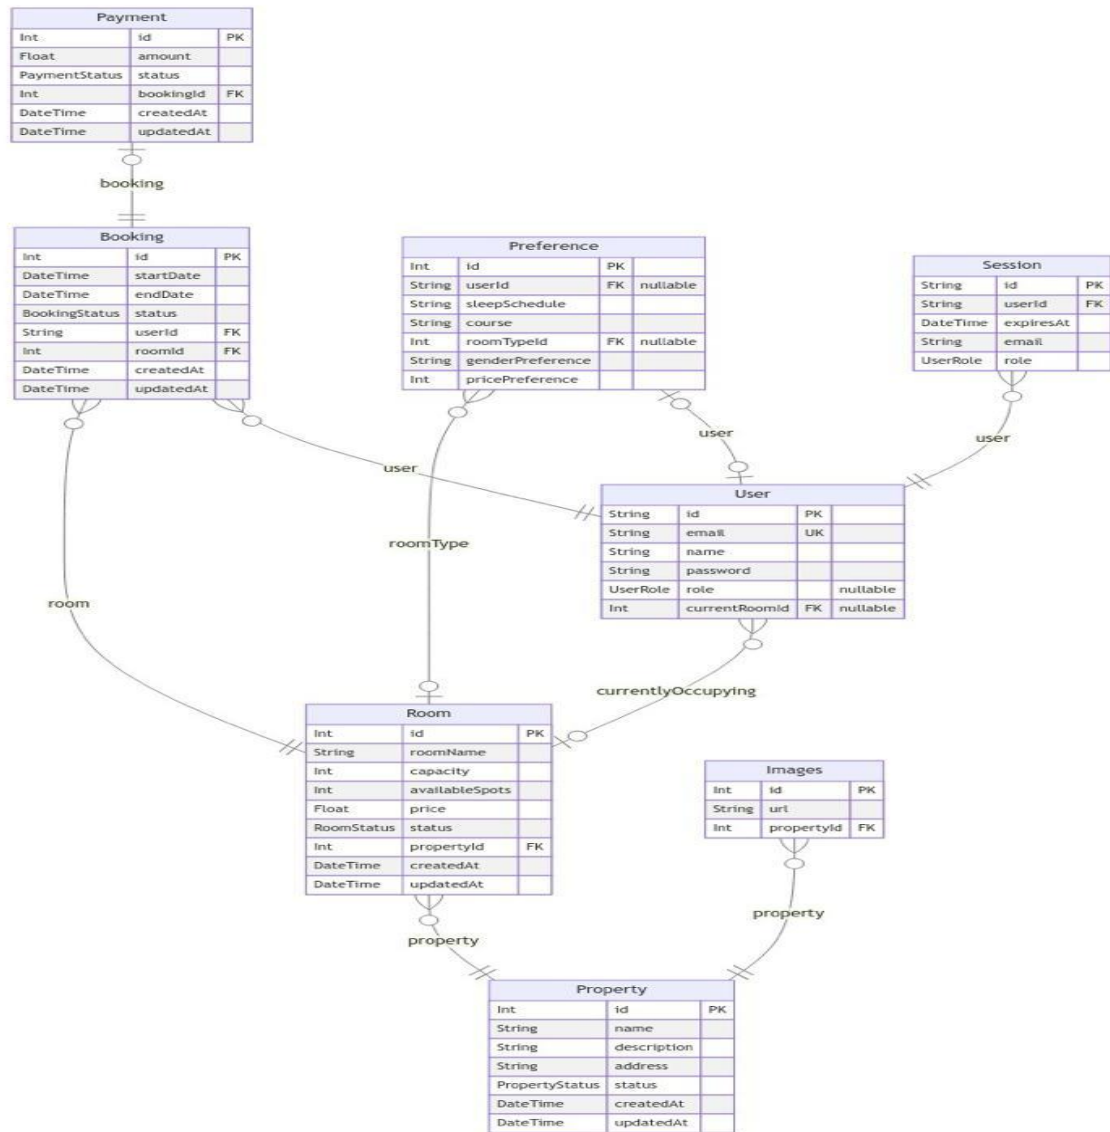 Payment
Int id PK
Float amount
PaymentStatus status
Int bookingId FK
DateTime createdAt
DateTime updatedAt
booking
Booking
Int id PK
DateTime startDate
DateTime endDate
BookingStatus status
String userId FK
Int roomId FK
DateTime createdAt
DateTime updatedAt
Preference
Int id PK
String userId FK nullable
String sleepSchedule
String course
Int roomTypeId FK nullable
String genderPreference
Int pricePreference
Session
String id PK
String userId FK
DateTime expiresAt
String email
UserRole role
user
user
user
User
String id PK
String email UK
String name
String password
UserRole role nullable
Int currentRoomId FK nullable
roomType
room
currentlyOccupying
Room
Int id PK
String roomName
Int capacity
Int availableSpots
Float price
RoomStatus status
Int propertyId FK
DateTime createdAt
DateTime updatedAt
Images
Int id PK
String url
Int propertyId FK
property
property
Property
Int id PK
String name
String description
String address
PropertyStatus status
DateTime createdAt
DateTime updatedAt